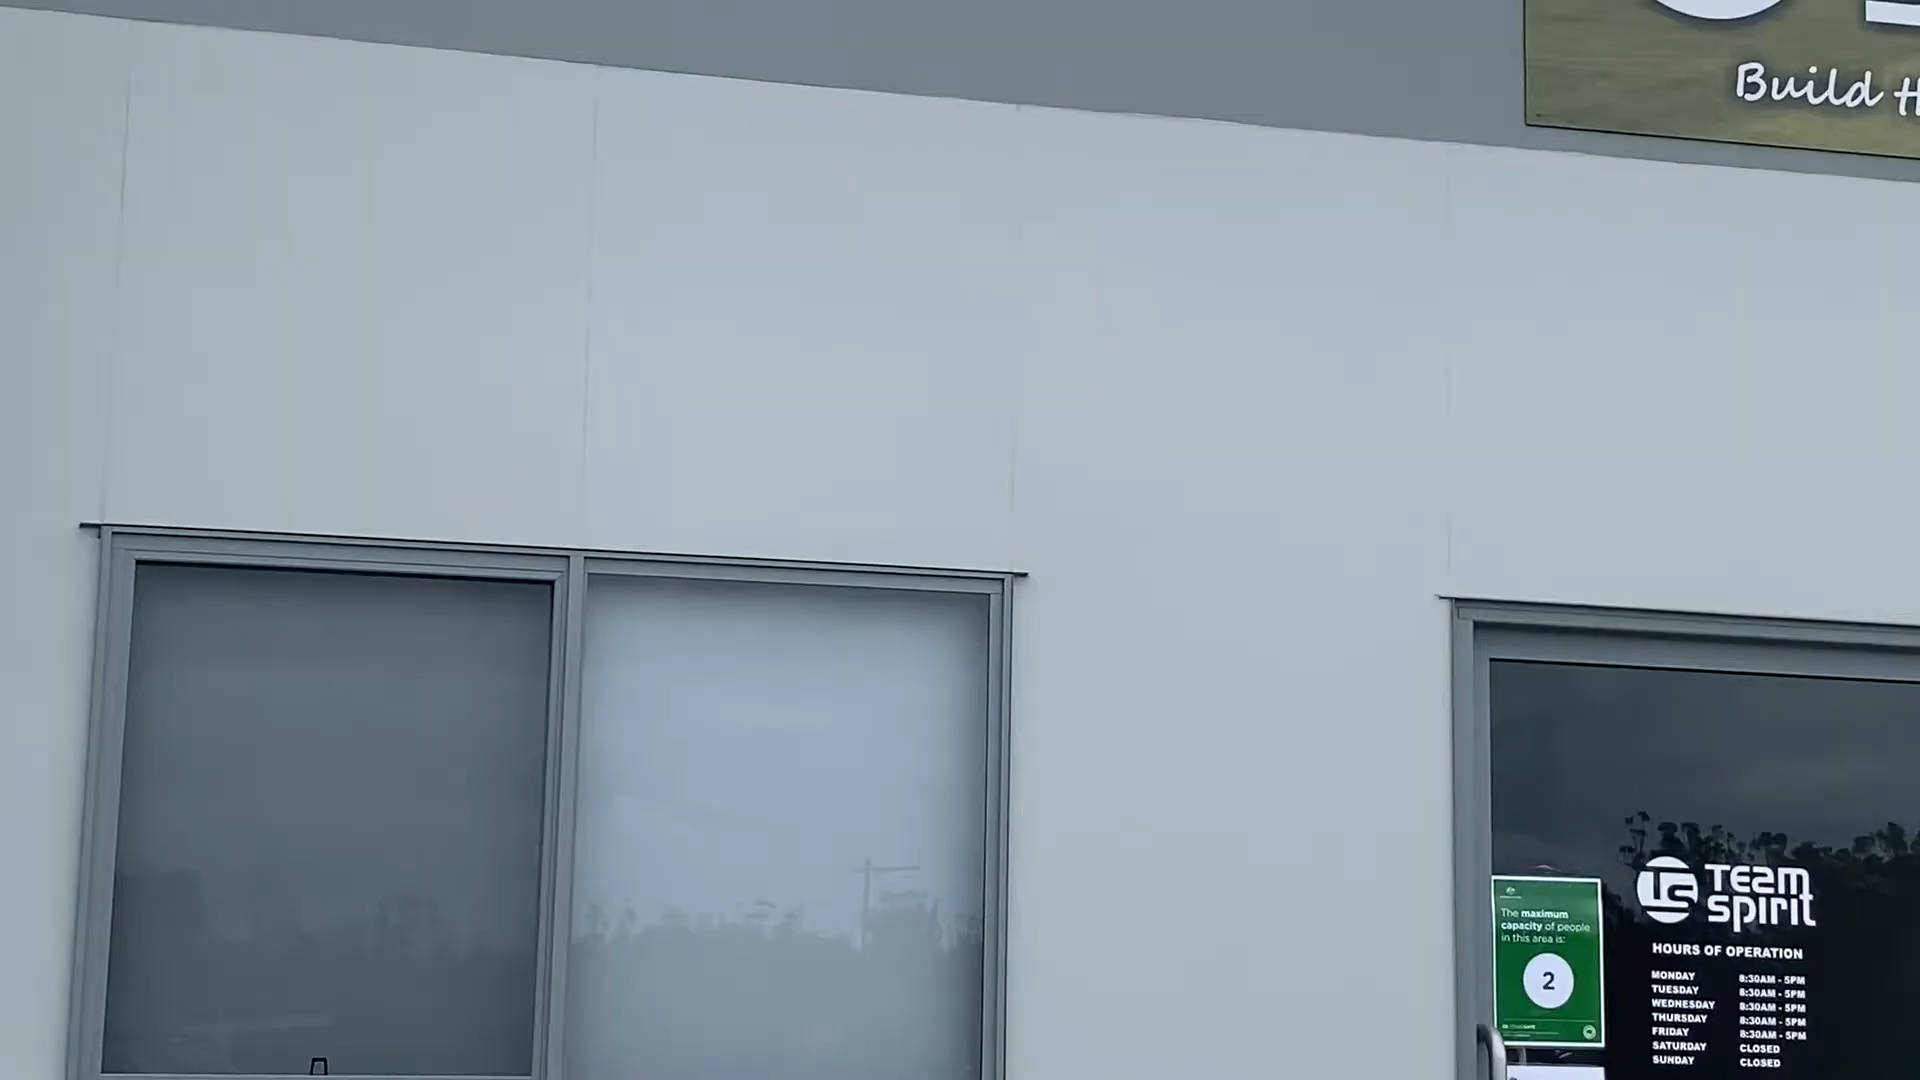 Build
The maximum
capacity of people
in this area is:
2
TEAM
SPIRIT
HOURS OF OPERATION
MONDAY 8:30AM - 5PM
TUESDAY 8:30AM - 5PM
WEDNESDAY 8:30AM - 5PM
THURSDAY 8:30AM - 5PM
FRIDAY 8:30AM - 5PM
SATURDAY CLOSED
SUNDAY CLOSED